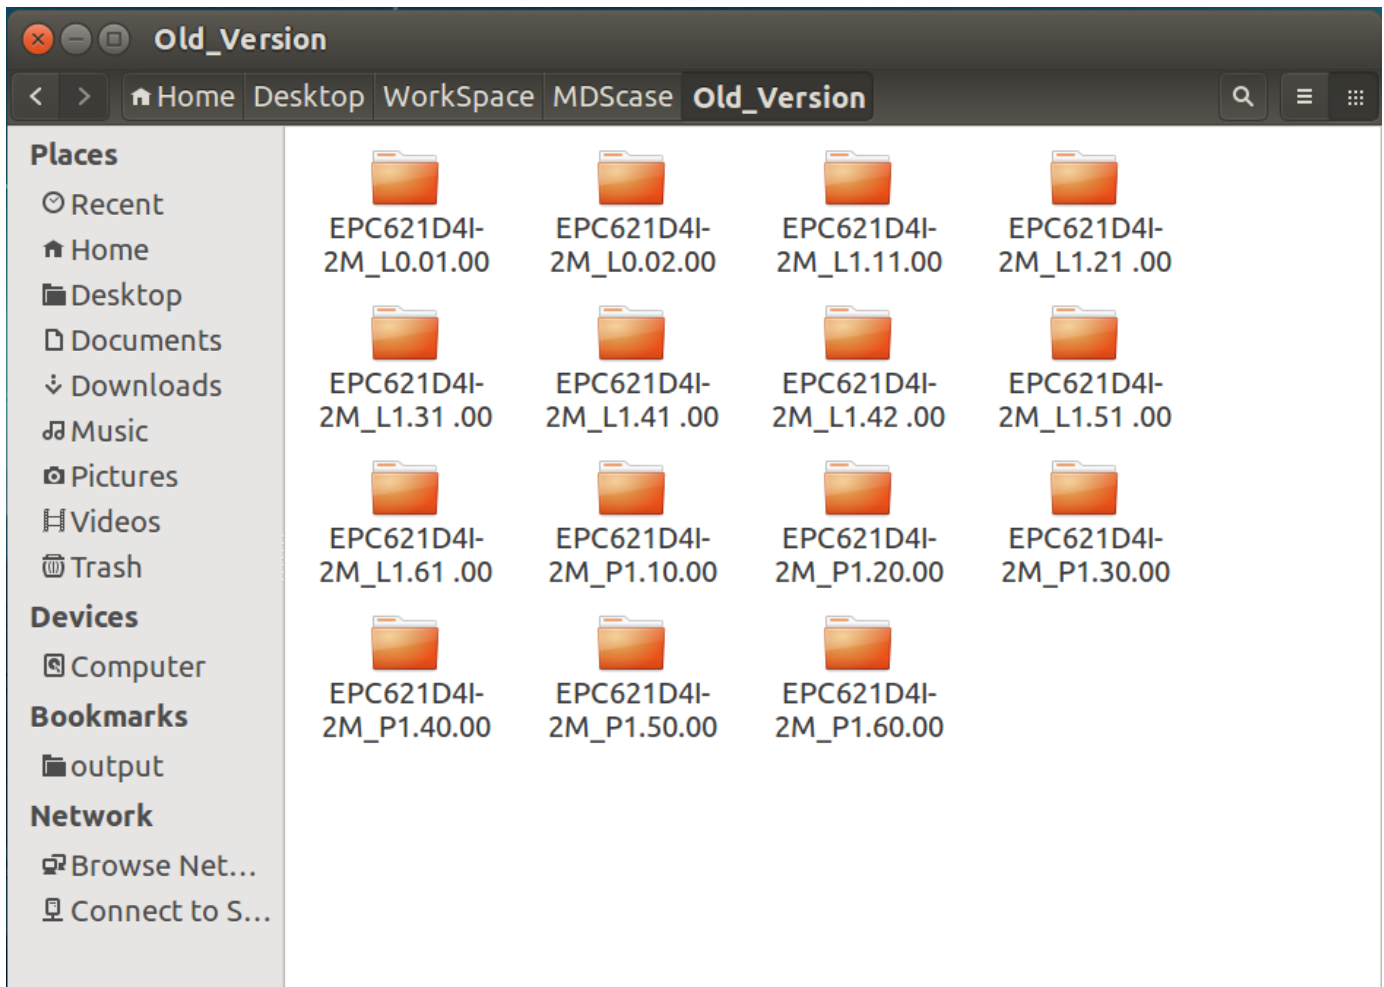 Old_Version
Home Desktop WorkSpace MDScase Old_Version
Places
Recent
Home
Desktop
Documents
Downloads
Music
Pictures
Videos
Trash
Devices
Computer
Bookmarks
output
Network
Browse Net...
Connect to S...
EPC621D4I-
2M_L0.01.00
EPC621D4I-
2M_L0.02.00
EPC621D4I-
2M_L1.11.00
EPC621D4I-
2M_L1.21 .00
EPC621D4I-
2M_L1.31 .00
EPC621D4I-
2M_L1.41 .00
EPC621D4I-
2M_L1.42 .00
EPC621D4I-
2M_L1.51 .00
EPC621D4I-
2M_L1.61 .00
EPC621D4I-
2M_P1.10.00
EPC621D4I-
2M_P1.20.00
EPC621D4I-
2M_P1.30.00
EPC621D4I-
2M_P1.40.00
EPC621D4I-
2M_P1.50.00
EPC621D4I-
2M_P1.60.00